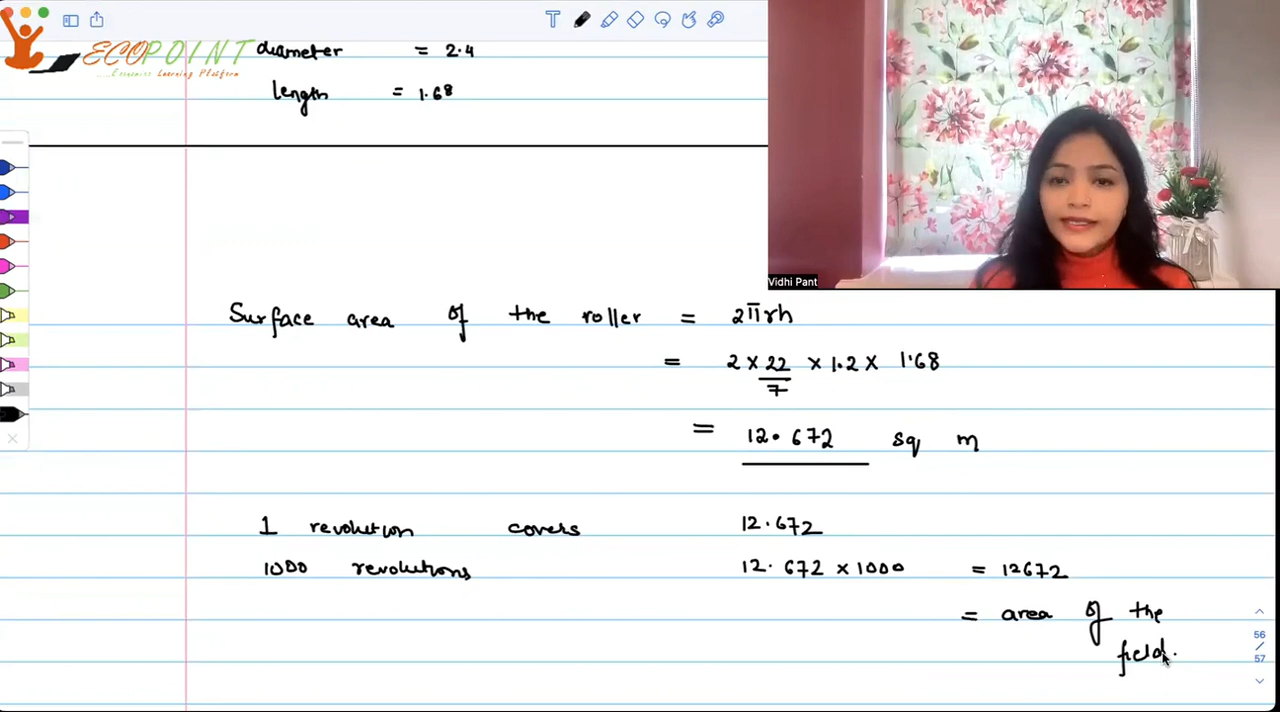 ECOPOINT
....Economics Learning Platform
diameter = 2.4
length = 1.68
Vidhi Pant
Surface area of the roller = 2πrh
= 2 × 22/7 × 1.2 × 1.68
= 12.672 sq m
1 revolution covers 12.672
1000 revolutions 12.672 × 1000 = 12672
= area of the
field.
56
/
57